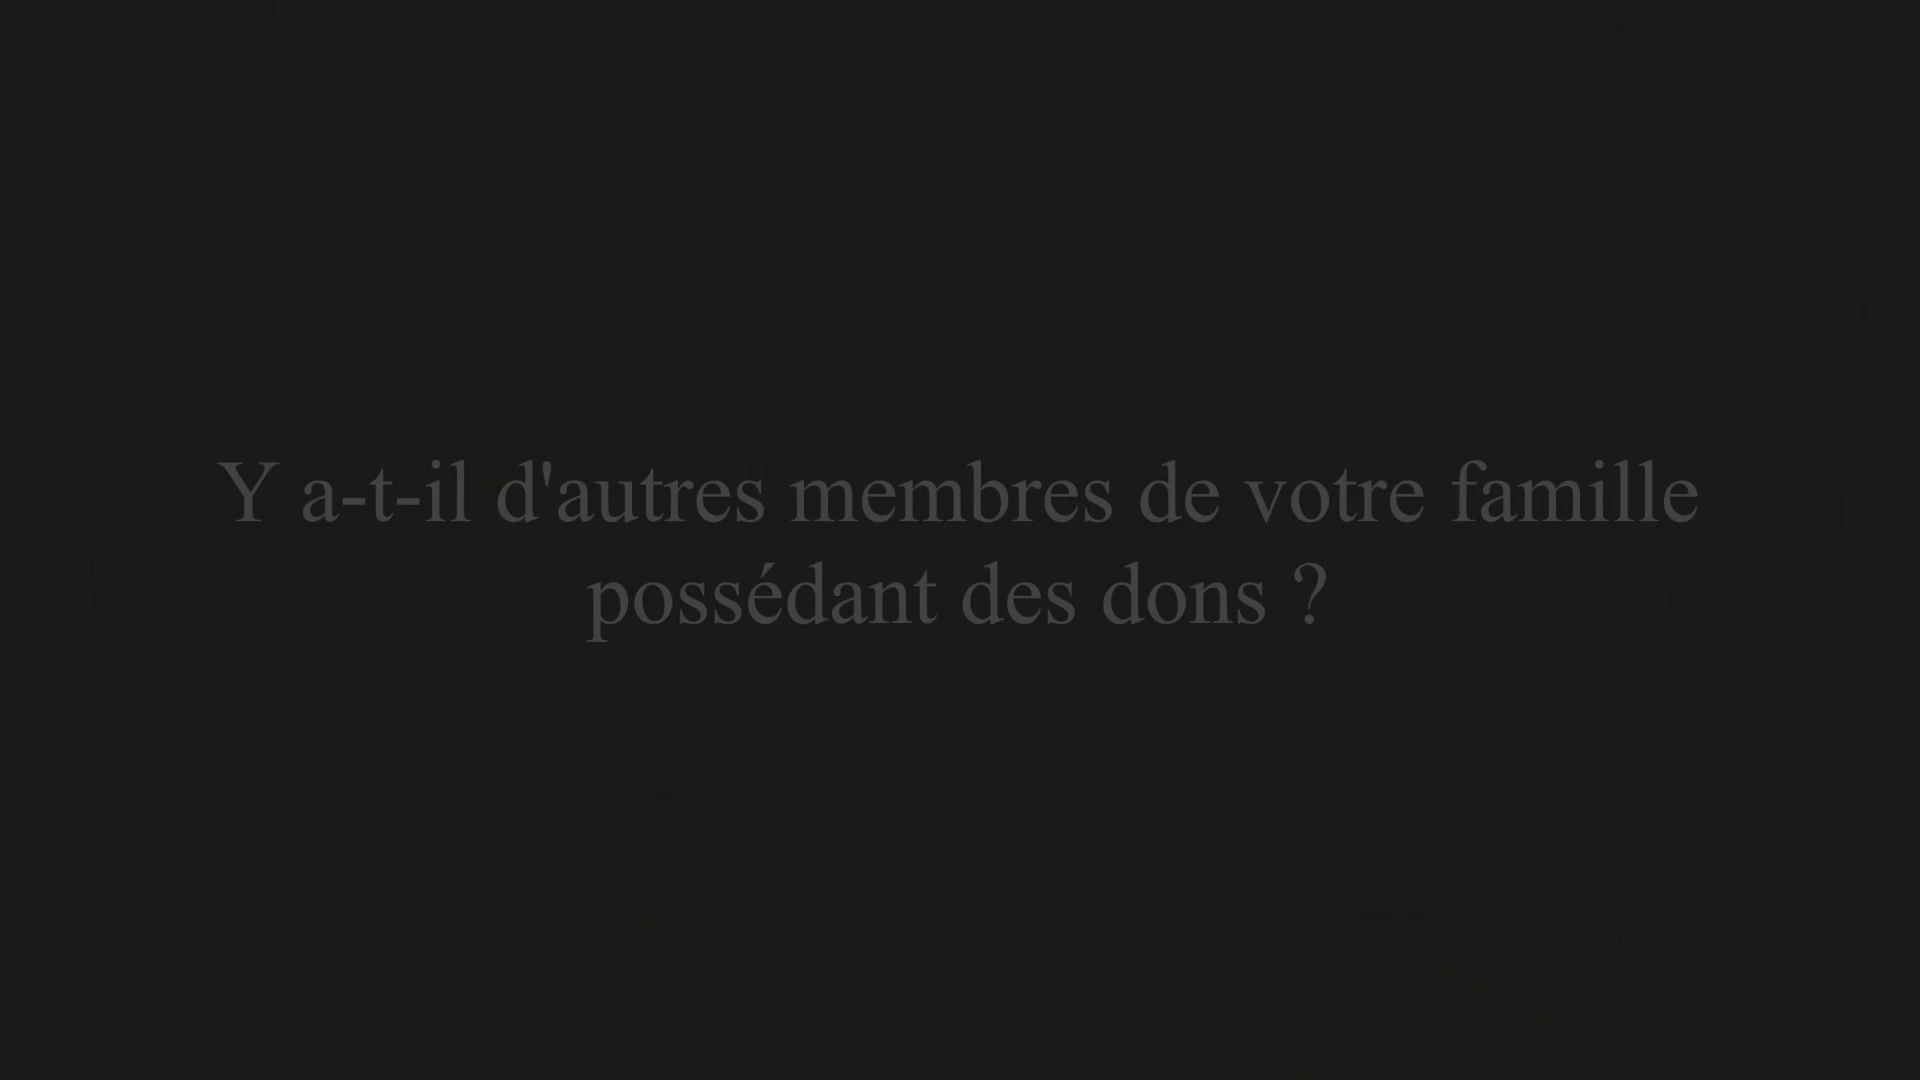 Y a-t-il d'autres membres de votre famille
possédant des dons ?